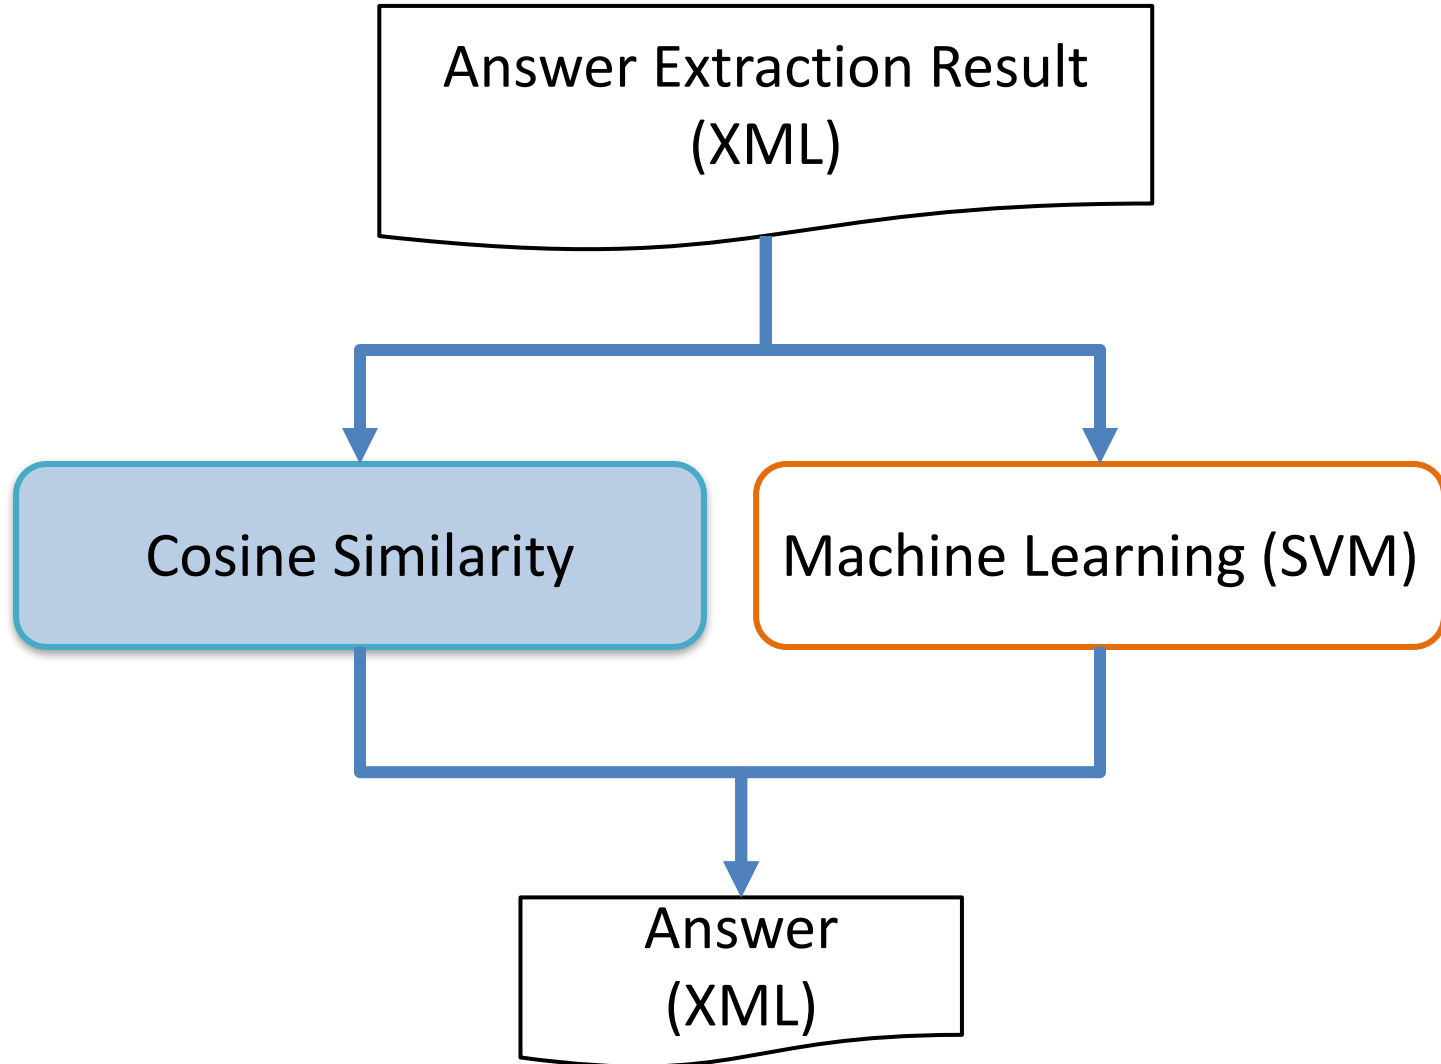 Answer Extraction Result
(XML)
Cosine Similarity
Machine Learning (SVM)
Answer
(XML)